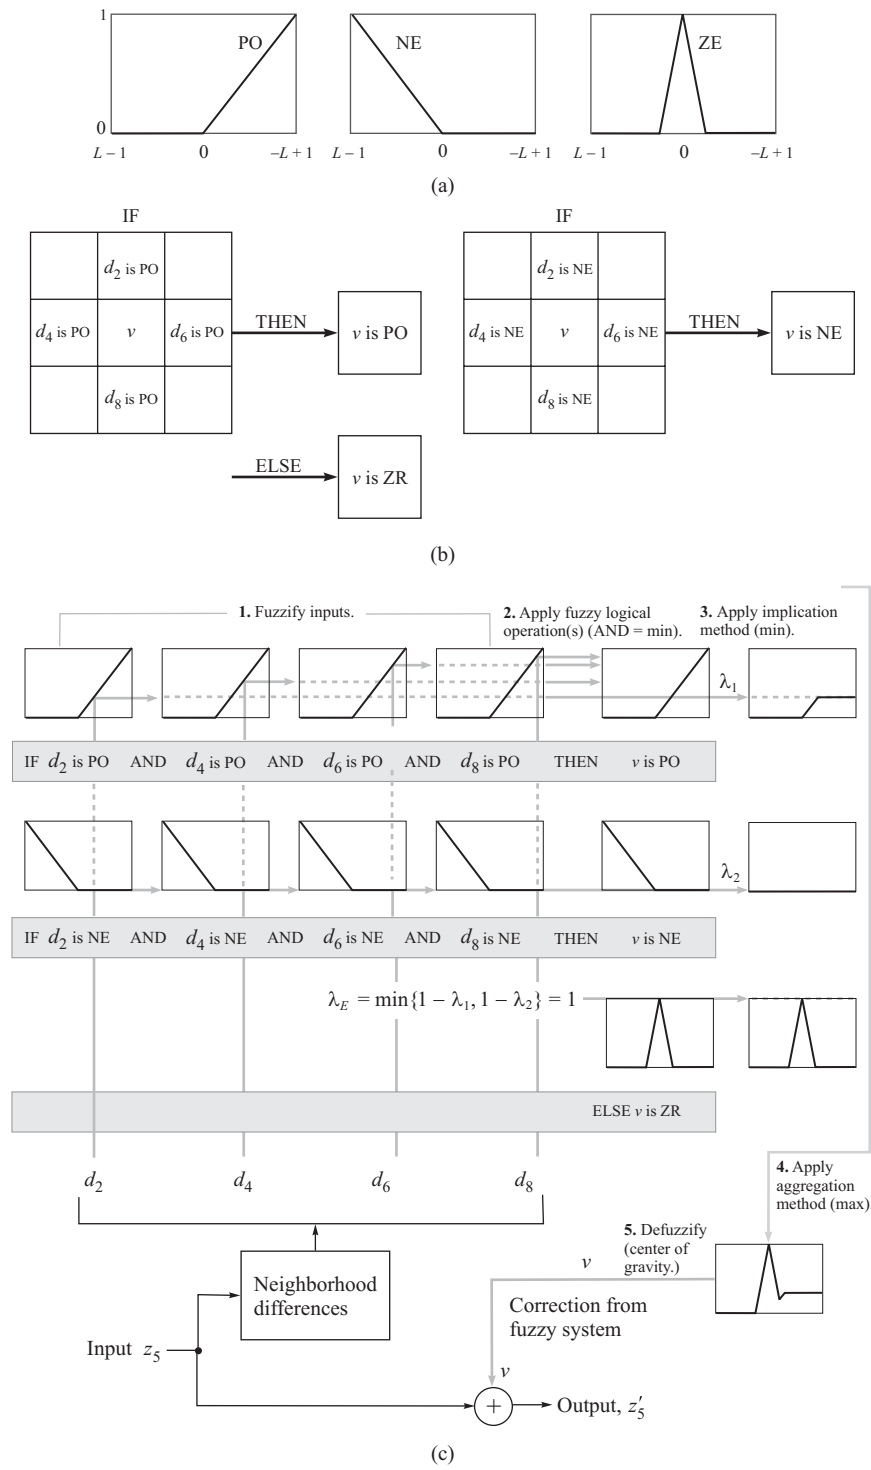 1
PO
NE
ZE
0
L – 1 0 –L + 1 L – 1 0 –L + 1 L – 1 0 –L + 1
(a)
IF
d2 is PO
d4 is PO v d6 is PO
d8 is PO
THEN
v is PO
ELSE
v is ZR
IF
d2 is NE
d4 is NE v d6 is NE
d8 is NE
THEN
v is NE
(b)
1. Fuzzify inputs.
2. Apply fuzzy logical
operation(s) (AND = min).
3. Apply implication
method (min).
λ1
IF d2 is PO AND d4 is PO AND d6 is PO AND d8 is PO THEN v is PO
λ2
IF d2 is NE AND d4 is NE AND d6 is NE AND d8 is NE THEN v is NE
λE = min{1 – λ1, 1 – λ2} = 1
ELSE v is ZR
d2 d4 d6 d8
4. Apply
aggregation
method (max)
5. Defuzzify
(center of
gravity.)
v
Neighborhood
differences
Correction from
fuzzy system
Input z5
v
+
Output, z5′
(c)